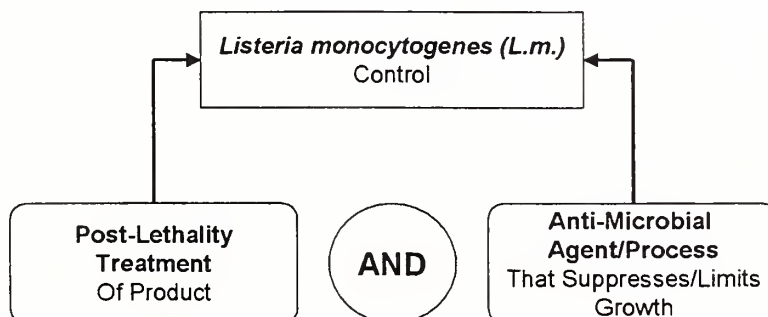 Listeria monocytogenes (L.m.)
Control
Post-Lethality
Treatment
Of Product
AND
Anti-Microbial
Agent/Process
That Suppresses/Limits
Growth